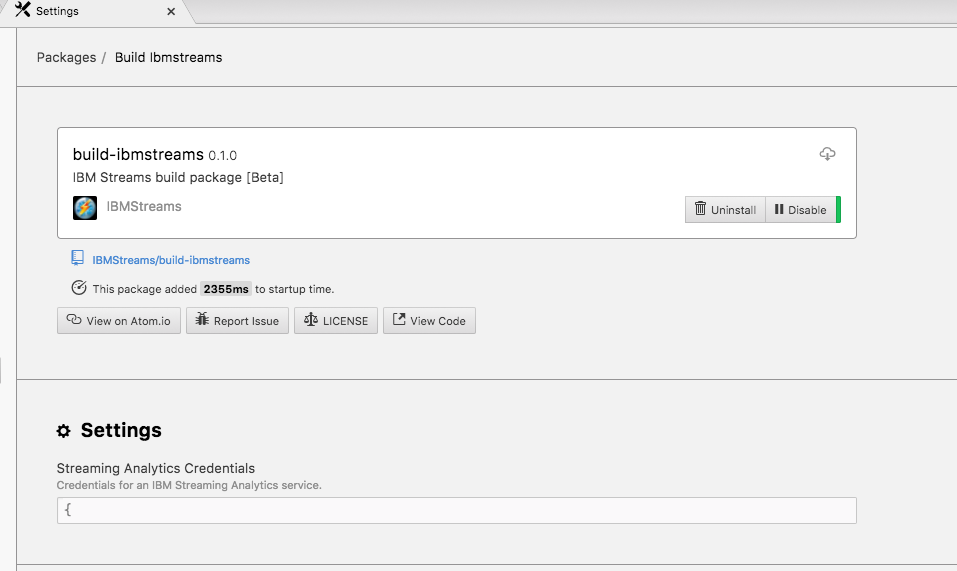 Settings
Packages / Build Ibmstreams
build-ibmstreams 0.1.0
IBM Streams build package [Beta]
IBMStreams
Uninstall Disable
IBMStreams/build-ibmstreams
This package added 2355ms to startup time.
View on Atom.io Report Issue LICENSE View Code
Settings
Streaming Analytics Credentials
Credentials for an IBM Streaming Analytics service.
{